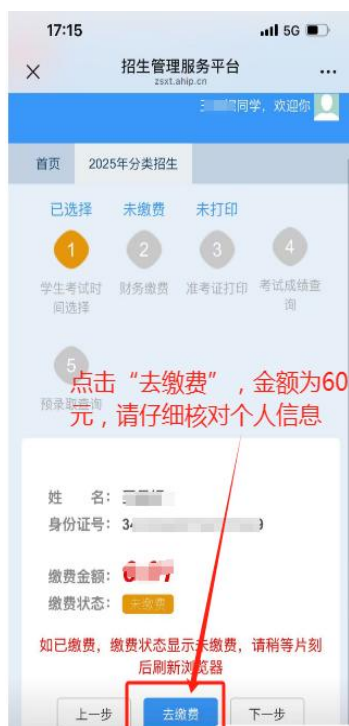 17:15
5G
招生管理服务平台
zsxt.ahip.cn
同学，欢迎你
首页 2025年分类招生
已选择 未缴费 未打印
1 2 3 4
学生考试时间选择 财务缴费 准考证打印 考试成绩查询
5
预录取查询
点击“去缴费”，金额为60
元，请仔细核对个人信息
姓 名：
身份证号：
缴费金额：
缴费状态： 未缴费
如已缴费，缴费状态显示未缴费，请稍等片刻
后刷新浏览器
上一步 去缴费 下一步